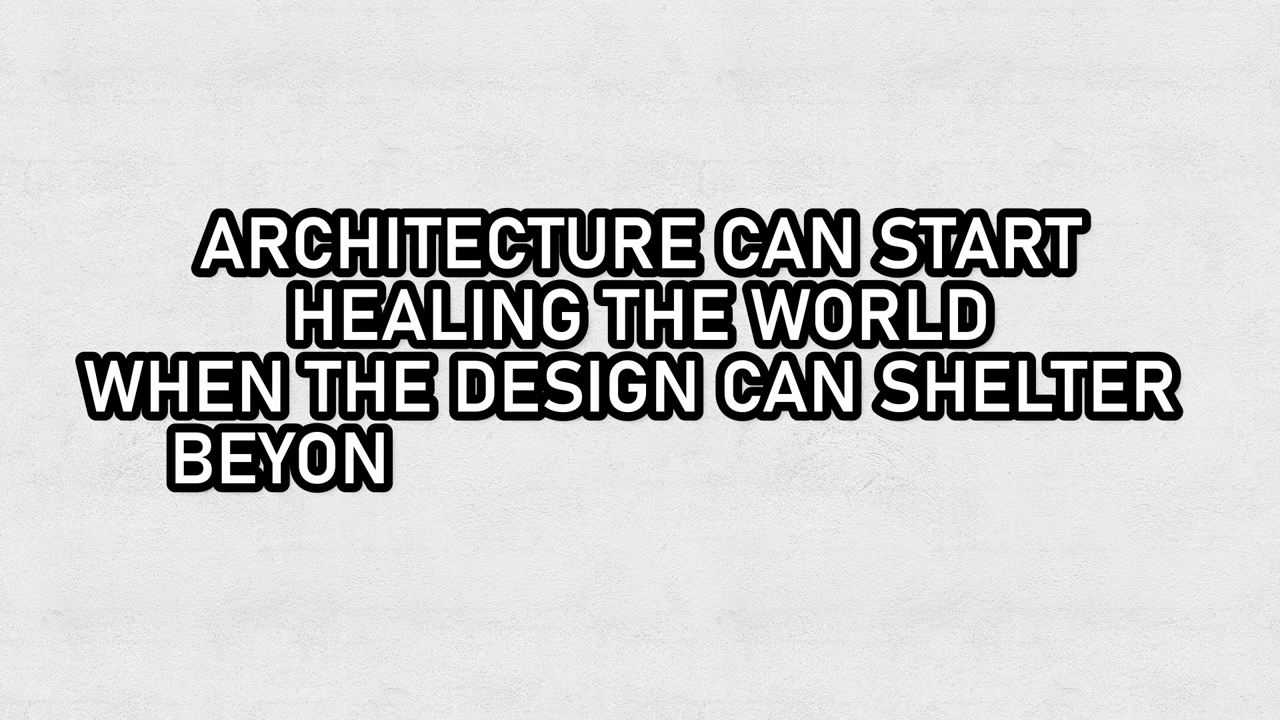 ARCHITECTURE CAN START
HEALING THE WORLD
WHEN THE DESIGN CAN SHELTER
BEYON